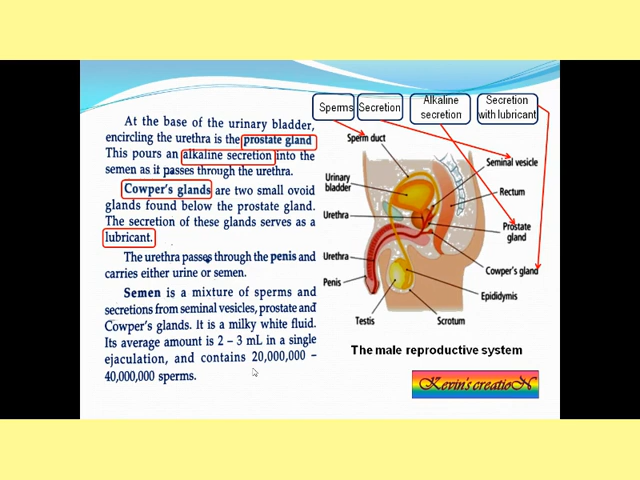 At the base of the urinary bladder,
encircling the urethra is the prostate gland
This pours an alkaline secretion into the
semen as it passes through the urethra.
Cowper's glands are two small ovoid
glands found below the prostate gland.
The secretion of these glands serves as a
lubricant.
The urethra passes through the penis and
carries either urine or semen.
Semen is a mixture of sperms and
secretions from seminal vesicles, prostate and
Cowper's glands. It is a milky white fluid.
Its average amount is 2 – 3 mL in a single
ejaculation, and contains 20,000,000 –
40,000,000 sperms.
Sperms
Secretion
Alkaline
secretion
Secretion
with lubricant
Sperm duct
Seminal vesicle
Urinary
bladder
Rectum
Urethra
Prostate
gland
Urethra
Cowper's gland
Penis
Epididymis
Testis
Scrotum
The male reproductive system
Kevin's creatioN